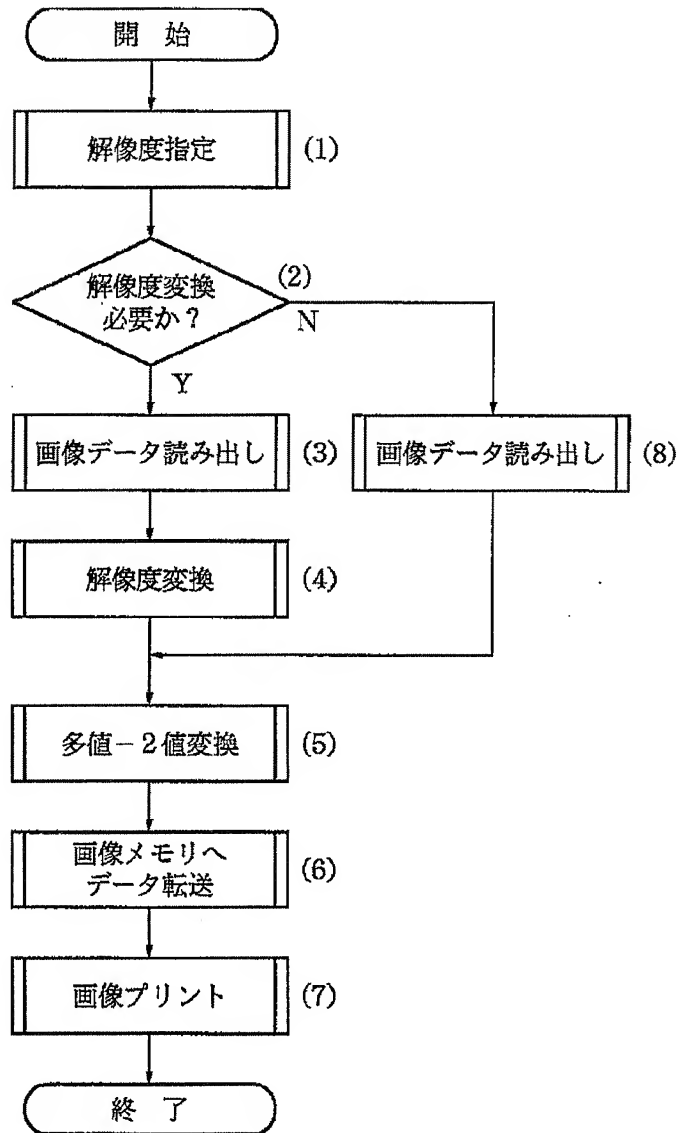 開 始
解像度指定 (1)
(2)
解像度変換
必要か?
N
Y
画像データ読み出し (3)
画像データ読み出し (8)
解像度変換 (4)
多値-2値変換 (5)
画像メモリへ
データ転送 (6)
画像プリント (7)
終 了